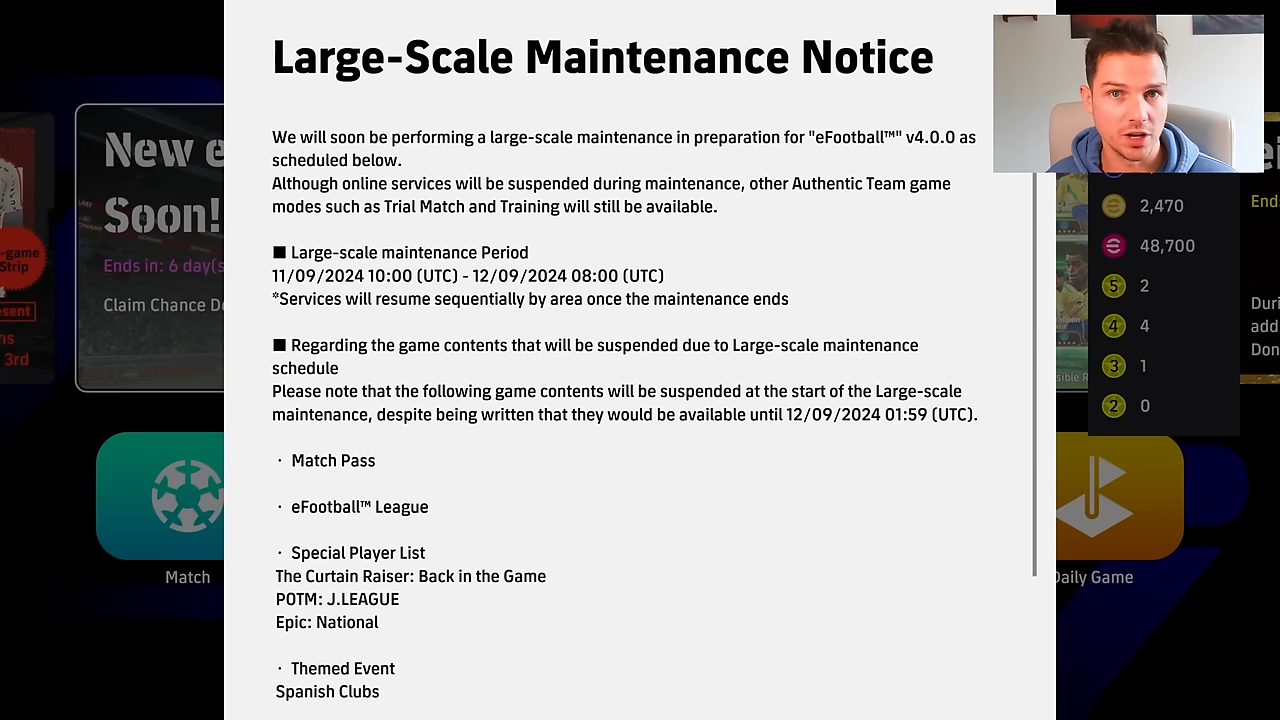 Large-Scale Maintenance Notice
We will soon be performing a large-scale maintenance in preparation for "eFootball™" v4.0.0 as
scheduled below.
Although online services will be suspended during maintenance, other Authentic Team game
modes such as Trial Match and Training will still be available.
■ Large-scale maintenance Period
11/09/2024 10:00 (UTC) - 12/09/2024 08:00 (UTC)
*Services will resume sequentially by area once the maintenance ends
■ Regarding the game contents that will be suspended due to Large-scale maintenance
schedule
Please note that the following game contents will be suspended at the start of the Large-scale
maintenance, despite being written that they would be available until 12/09/2024 01:59 (UTC).
· Match Pass
· eFootball™ League
· Special Player List
The Curtain Raiser: Back in the Game
POTM: J.LEAGUE
Epic: National
· Themed Event
Spanish Clubs
-game
Strip
3rd
New e
Soon!
Ends in: 6 day(s
Claim Chance D
Match
2,470
48,700
5 2
4 4
3 1
2 0
End
Duri
add
Don
Daily Game